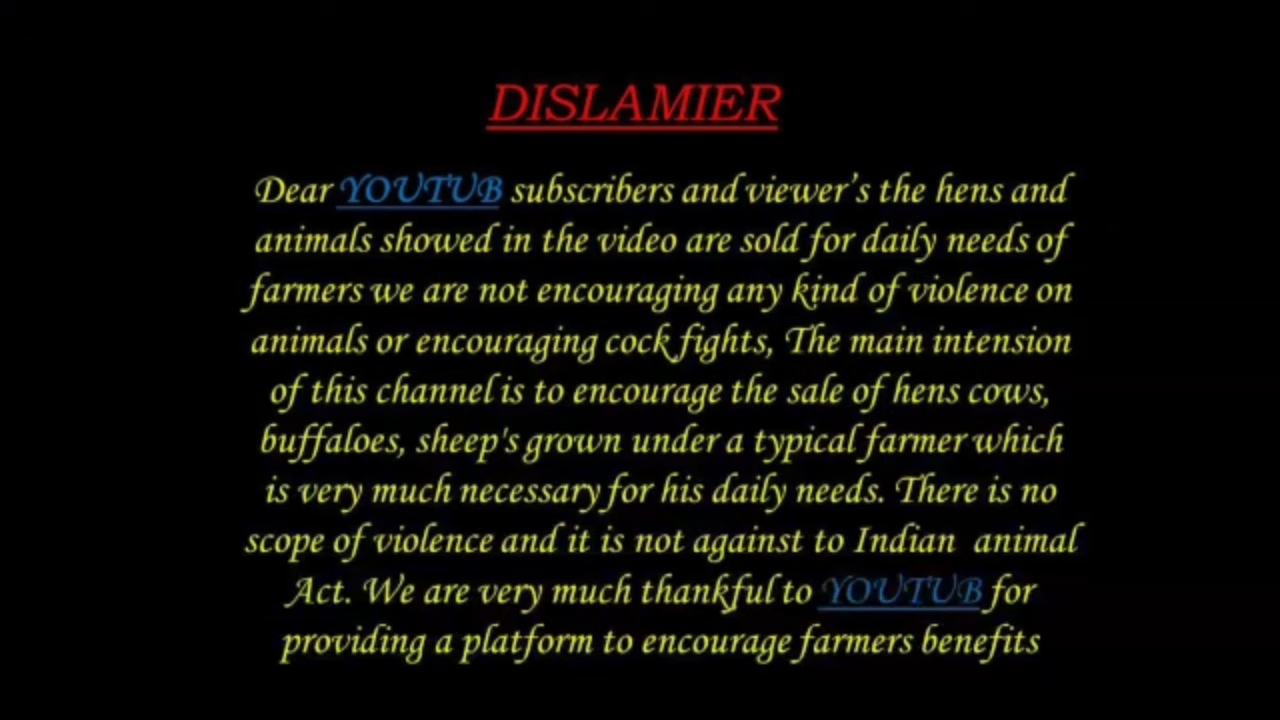 DISLAMIER
Dear YOUTUB subscribers and viewer's the hens and
animals showed in the video are sold for daily needs of
farmers we are not encouraging any kind of violence on
animals or encouraging cock fights, The main intension
of this channel is to encourage the sale of hens cows,
buffaloes, sheep's grown under a typical farmer which
is very much necessary for his daily needs. There is no
scope of violence and it is not against to Indian animal
Act. We are very much thankful to YOUTUB for
providing a platform to encourage farmers benefits